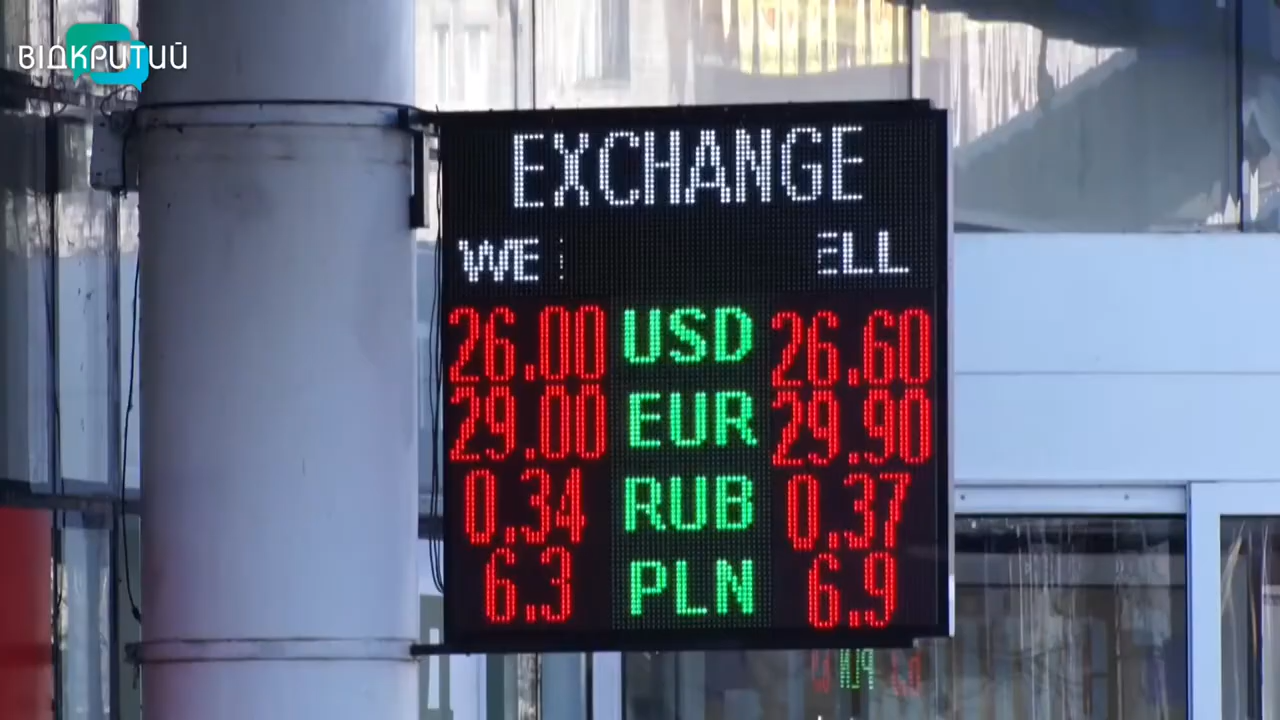 ВІДКРИТИЙ
EXCHANGE
WE ELL
26.00 USD 26.60
29.00 EUR 29.90
0.34 RUB 0.37
6.3 PLN 6.9
PLN